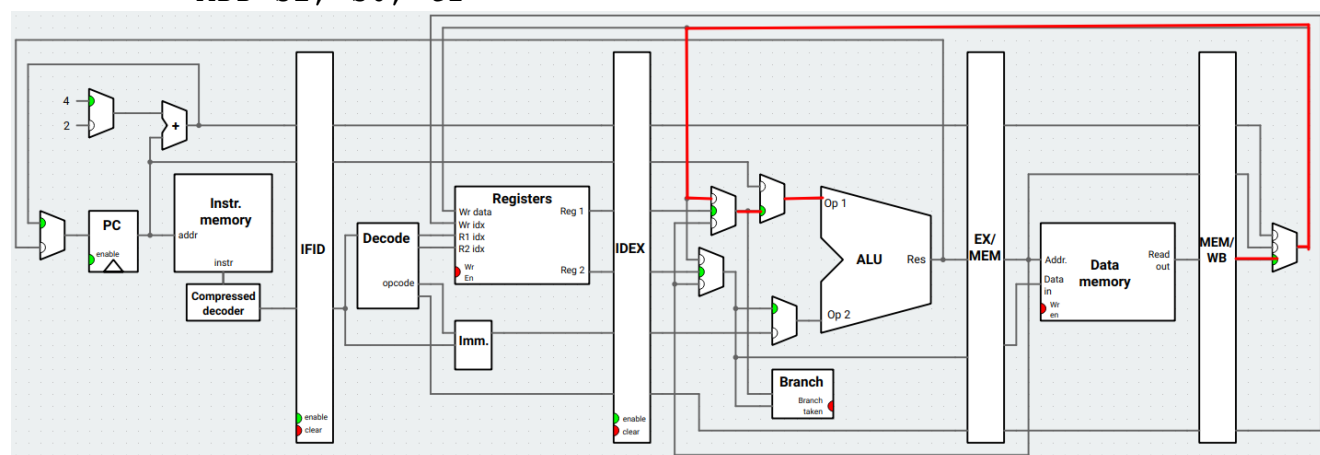 4
2
+
PC
enable
Instr.
memory
addr
instr
Compressed
decoder
IFID
enable
clear
Decode
opcode
Registers
Wr data
Wr idx
R1 idx
R2 idx
Wr
En
Reg 1
Reg 2
Imm.
IDEX
enable
clear
Op 1
ALU
Res
Op 2
Branch
Branch
taken
EX/
MEM
Addr.
Data
in
Wr
en
Data
memory
Read
out
MEM/
WB